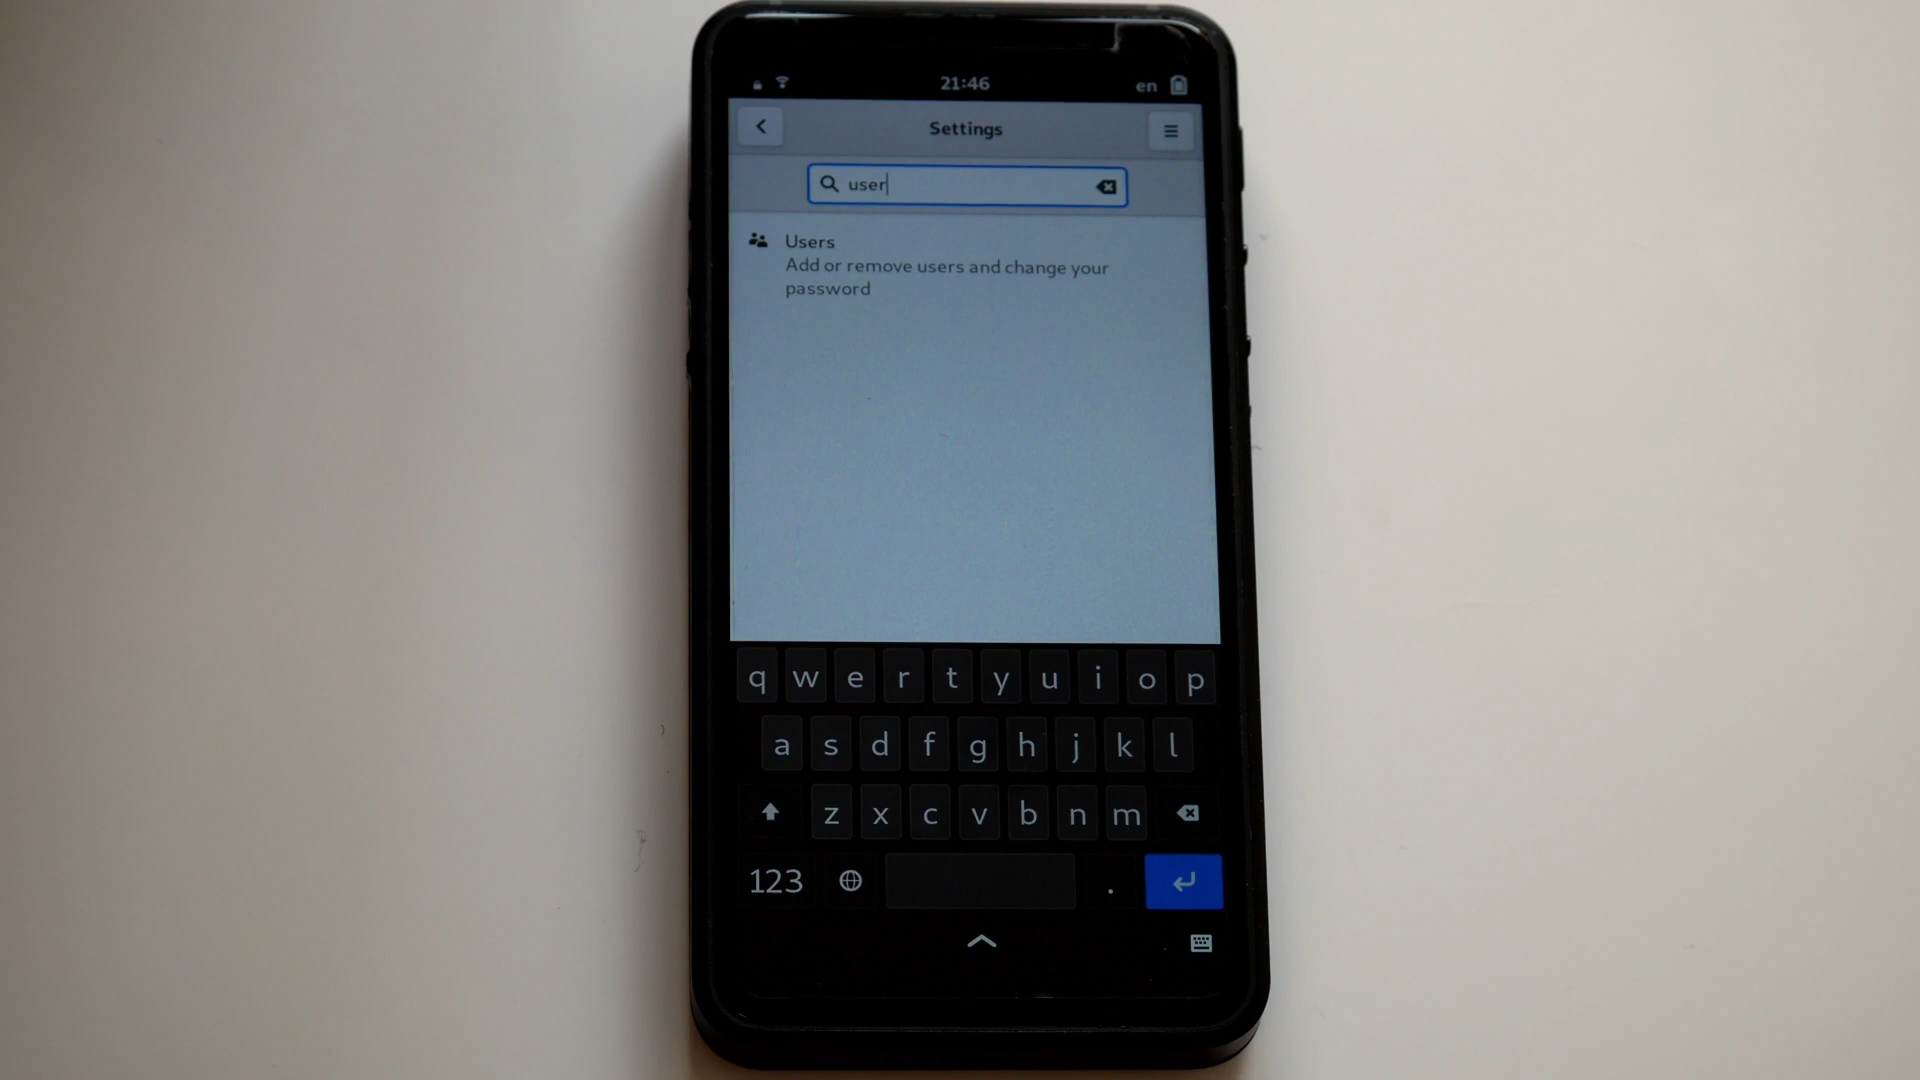 21:46 en
Settings
user
Users
Add or remove users and change your
password
q w e r t y u i o p
a s d f g h j k l
z x c v b n m
123 .